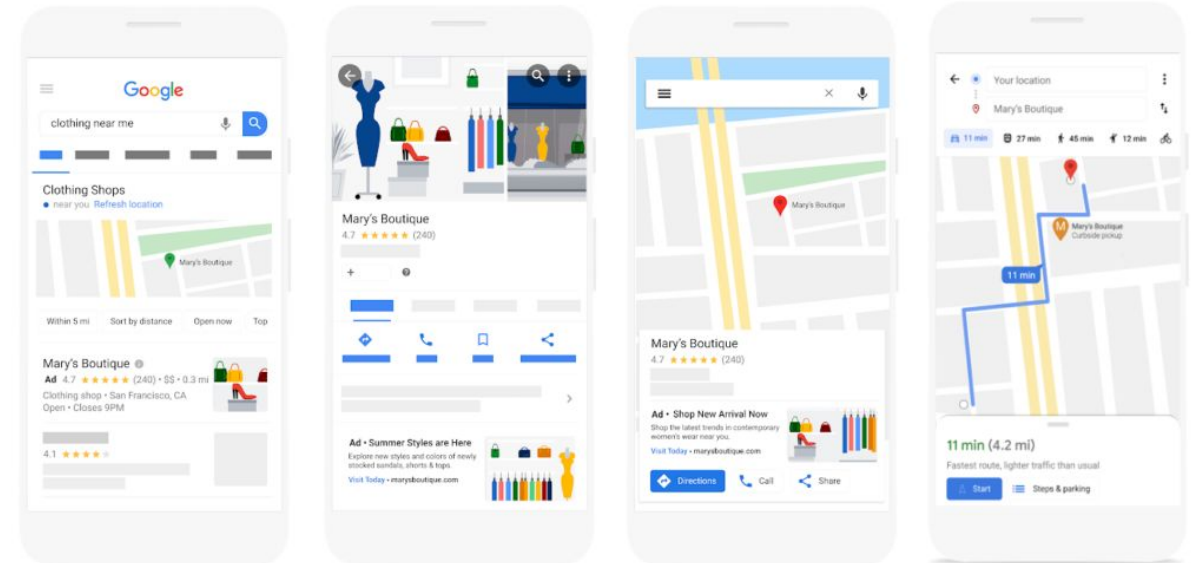 Google
clothing near me
Clothing Shops
near you Refresh location
Mary's Boutique
Within 5 mi Sort by distance Open now Top
Mary's Boutique
Ad 4.7 (240) • $$ • 0.3 mi
Clothing shop • San Francisco, CA
Open • Closes 9PM
4.1
Mary's Boutique
4.7 (240)
Ad • Summer Styles are Here
Explore new styles and colors of newly
stocked sandals, shorts & tops.
Visit Today • marysboutique.com
Mary's Boutique
Mary's Boutique
4.7 (240)
Ad • Shop New Arrival Now
Shop the latest trends in contemporary
women's wear near you.
Visit Today • marysboutique.com
Directions Call Share
Your location
Mary's Boutique
11 min 27 min 45 min 12 min
M Mary's Boutique
Curbside pickup
11 min
11 min (4.2 mi)
Fastest route, lighter traffic than usual
Start Steps & parking